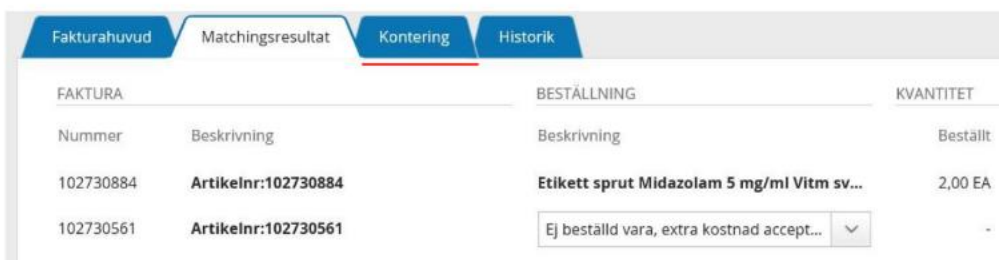 Fakturahuvud Matchingsresultat Kontering Historik
FAKTURA BESTÄLLNING KVANTITET
Nummer Beskrivning Beskrivning Beställt
102730884 Artikelnr:102730884 Etikett sprut Midazolam 5 mg/ml Vitm sv... 2,00 EA
102730561 Artikelnr:102730561 Ej beställd vara, extra kostnad accept... -